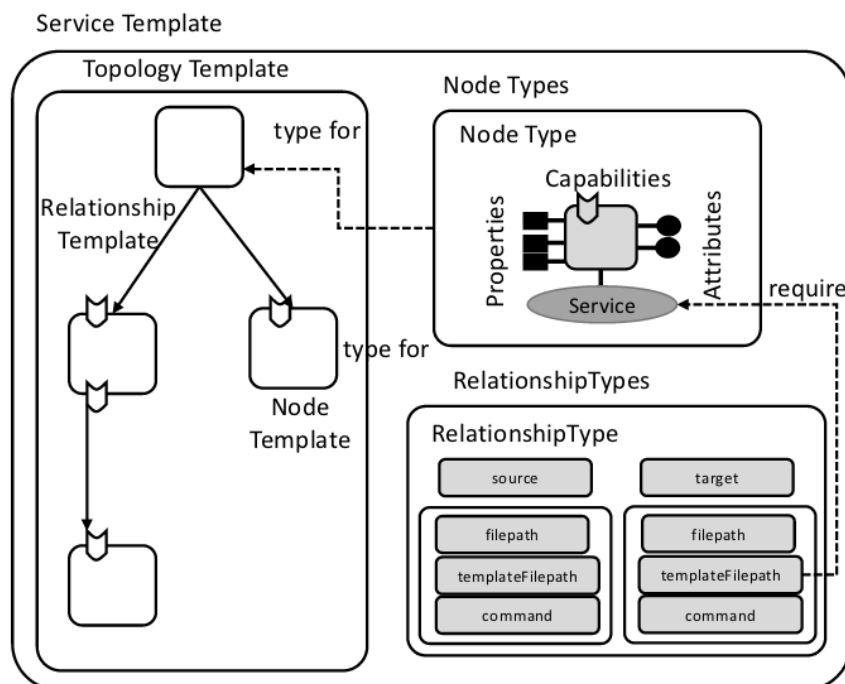 Service Template
Topology Template
type for
Relationship
Template
type for
Node
Template
Node Types
Node Type
Capabilities
Properties
Attributes
Service
require
RelationshipTypes
RelationshipType
source
target
filepath
templateFilepath
command
filepath
templateFilepath
command